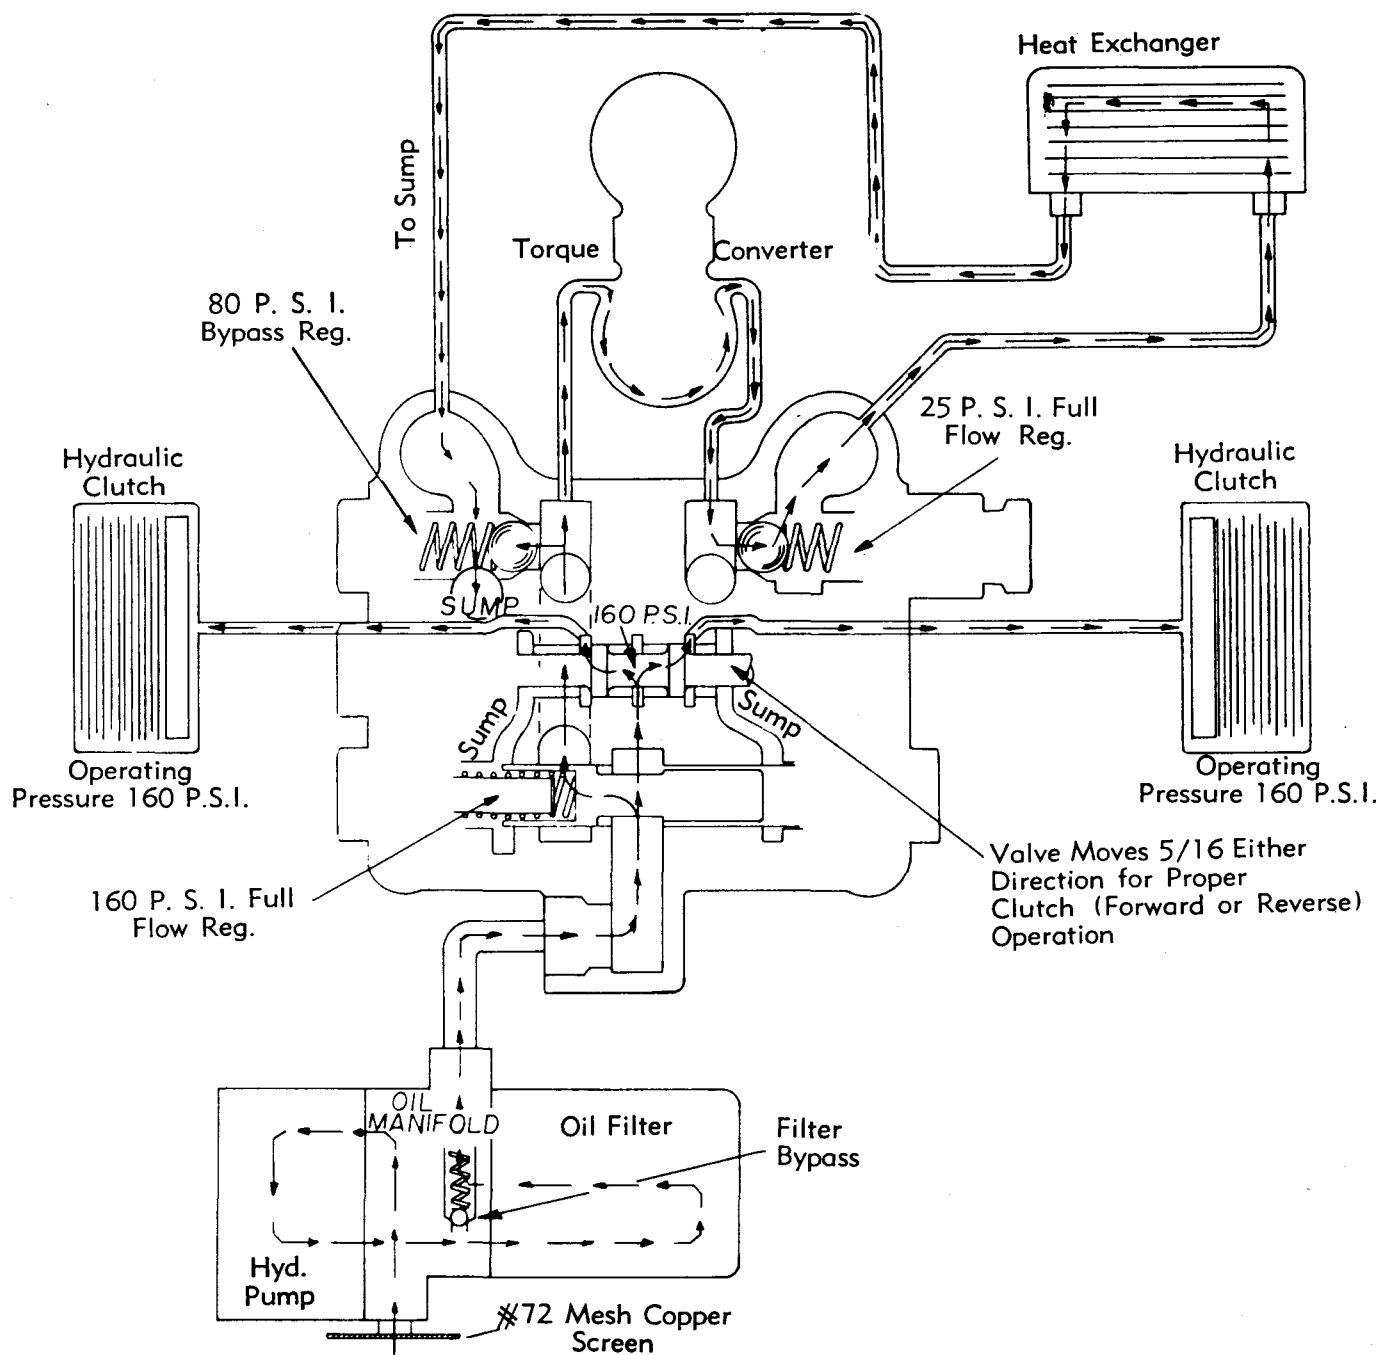 Heat Exchanger
To Sump
Torque
Converter
80 P. S. I.
Bypass Reg.
25 P. S. I. Full
Flow Reg.
Hydraulic
Clutch
Hydraulic
Clutch
SUMP
160 P.S.I.
Sump
Sump
Operating
Pressure 160 P.S.I.
Operating
Pressure 160 P.S.I.
160 P. S. I. Full
Flow Reg.
Valve Moves 5/16 Either
Direction for Proper
Clutch (Forward or Reverse)
Operation
OIL
MANIFOLD
Oil Filter
Filter
Bypass
Hyd.
Pump
#72 Mesh Copper
Screen